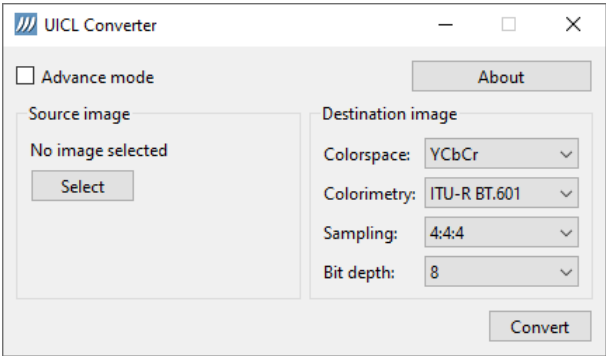 UICL Converter
Advance mode
About
Source image
No image selected
Select
Destination image
Colorspace: YCbCr
Colorimetry: ITU-R BT.601
Sampling: 4:4:4
Bit depth: 8
Convert